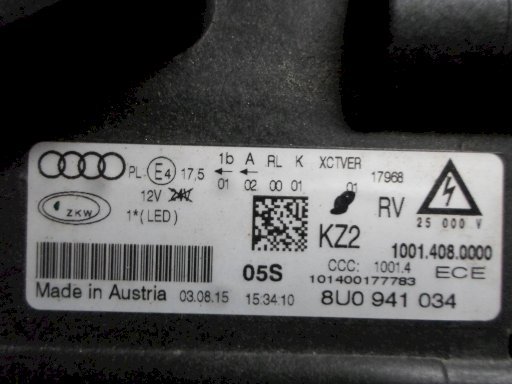 1b A RL K XCTVER
PL E4 17,5 ← ← 17968
01 02 00 01 01
12V 24V
ZKW 1*(LED) RV 25 000 V
KZ2 1001.408.0000
05S CCC: 1001.4 ECE
101400177783
Made in Austria 03.08.15 15:34.10 8U0 941 034